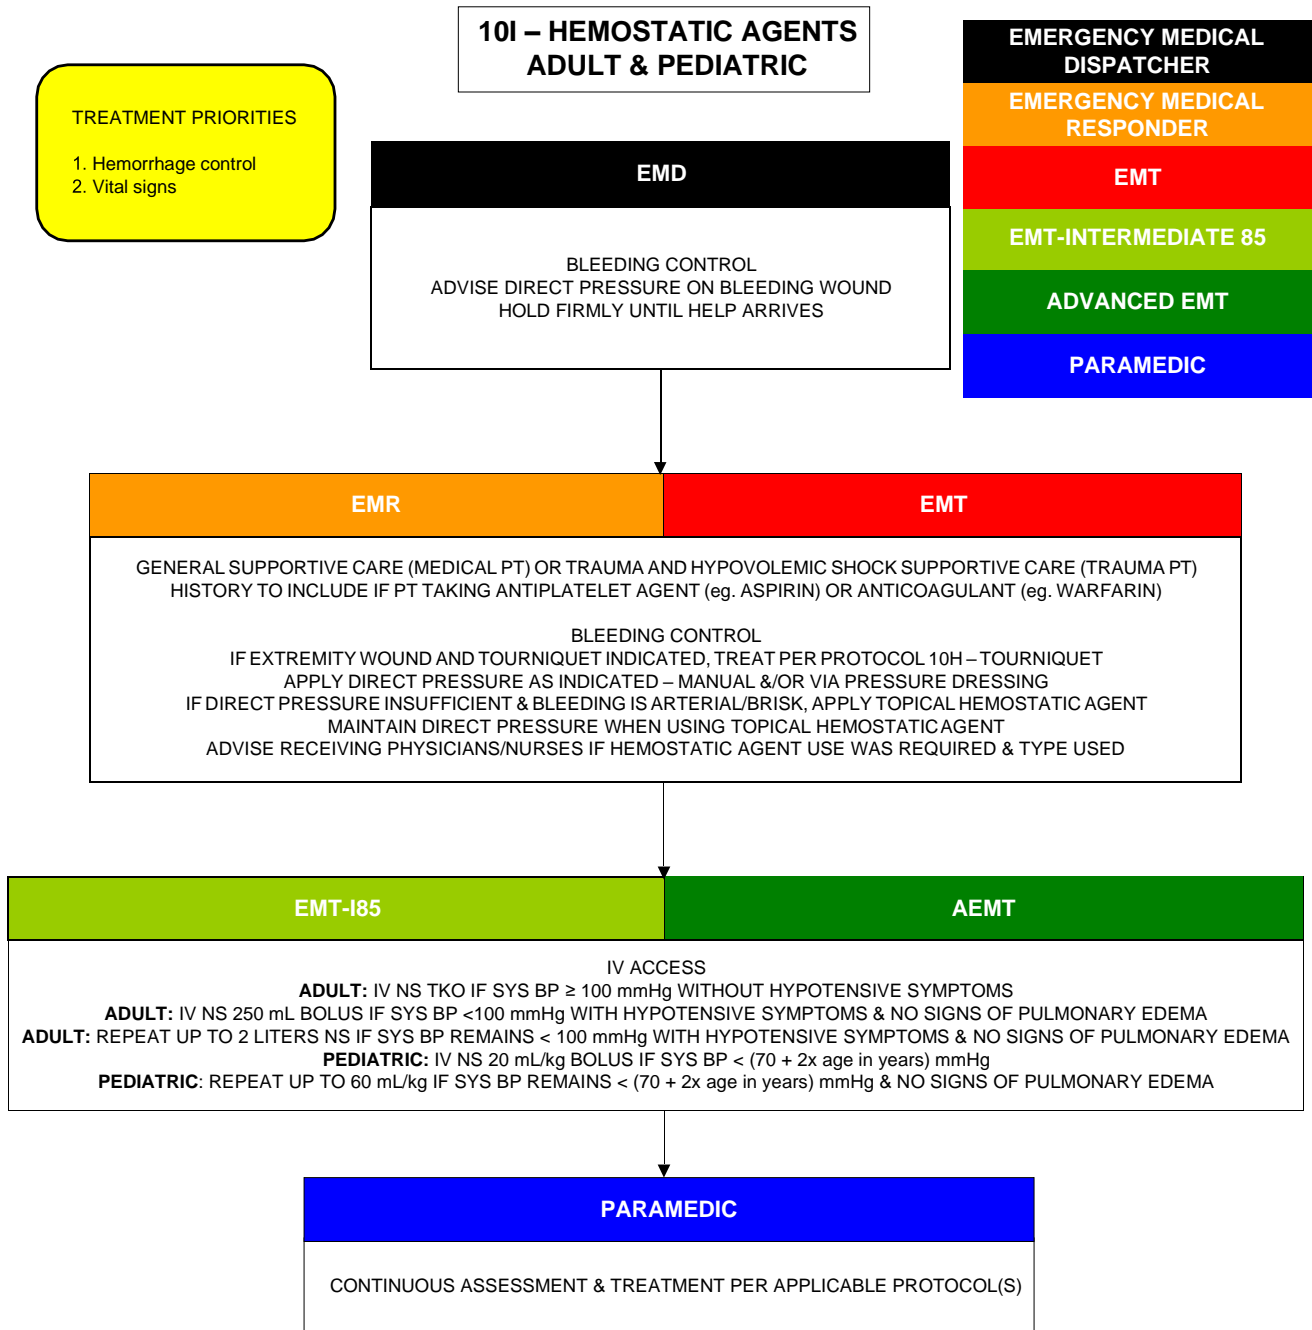 10I – HEMOSTATIC AGENTS
ADULT & PEDIATRIC
TREATMENT PRIORITIES
1. Hemorrhage control
2. Vital signs
EMERGENCY MEDICAL
DISPATCHER
EMERGENCY MEDICAL
RESPONDER
EMT
EMT-INTERMEDIATE 85
ADVANCED EMT
PARAMEDIC
EMD
BLEEDING CONTROL
ADVISE DIRECT PRESSURE ON BLEEDING WOUND
HOLD FIRMLY UNTIL HELP ARRIVES
EMR
EMT
GENERAL SUPPORTIVE CARE (MEDICAL PT) OR TRAUMA AND HYPOVOLEMIC SHOCK SUPPORTIVE CARE (TRAUMA PT)
HISTORY TO INCLUDE IF PT TAKING ANTIPLATELET AGENT (eg. ASPIRIN) OR ANTICOAGULANT (eg. WARFARIN)
BLEEDING CONTROL
IF EXTREMITY WOUND AND TOURNIQUET INDICATED, TREAT PER PROTOCOL 10H – TOURNIQUET
APPLY DIRECT PRESSURE AS INDICATED – MANUAL &/OR VIA PRESSURE DRESSING
IF DIRECT PRESSURE INSUFFICIENT & BLEEDING IS ARTERIAL/BRISK, APPLY TOPICAL HEMOSTATIC AGENT
MAINTAIN DIRECT PRESSURE WHEN USING TOPICAL HEMOSTATIC AGENT
ADVISE RECEIVING PHYSICIANS/NURSES IF HEMOSTATIC AGENT USE WAS REQUIRED & TYPE USED
EMT-I85
AEMT
IV ACCESS
ADULT: IV NS TKO IF SYS BP ≥ 100 mmHg WITHOUT HYPOTENSIVE SYMPTOMS
ADULT: IV NS 250 mL BOLUS IF SYS BP <100 mmHg WITH HYPOTENSIVE SYMPTOMS & NO SIGNS OF PULMONARY EDEMA
ADULT: REPEAT UP TO 2 LITERS NS IF SYS BP REMAINS < 100 mmHg WITH HYPOTENSIVE SYMPTOMS & NO SIGNS OF PULMONARY EDEMA
PEDIATRIC: IV NS 20 mL/kg BOLUS IF SYS BP < (70 + 2x age in years) mmHg
PEDIATRIC: REPEAT UP TO 60 mL/kg IF SYS BP REMAINS < (70 + 2x age in years) mmHg & NO SIGNS OF PULMONARY EDEMA
PARAMEDIC
CONTINUOUS ASSESSMENT & TREATMENT PER APPLICABLE PROTOCOL(S)